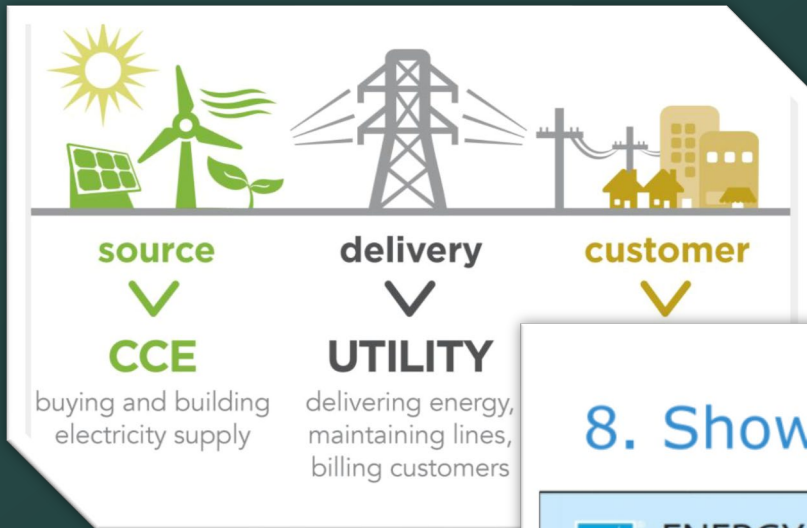 source
delivery
customer
CCE
UTILITY
buying and building
electricity supply
delivering energy,
maintaining lines,
billing customers
8. Show